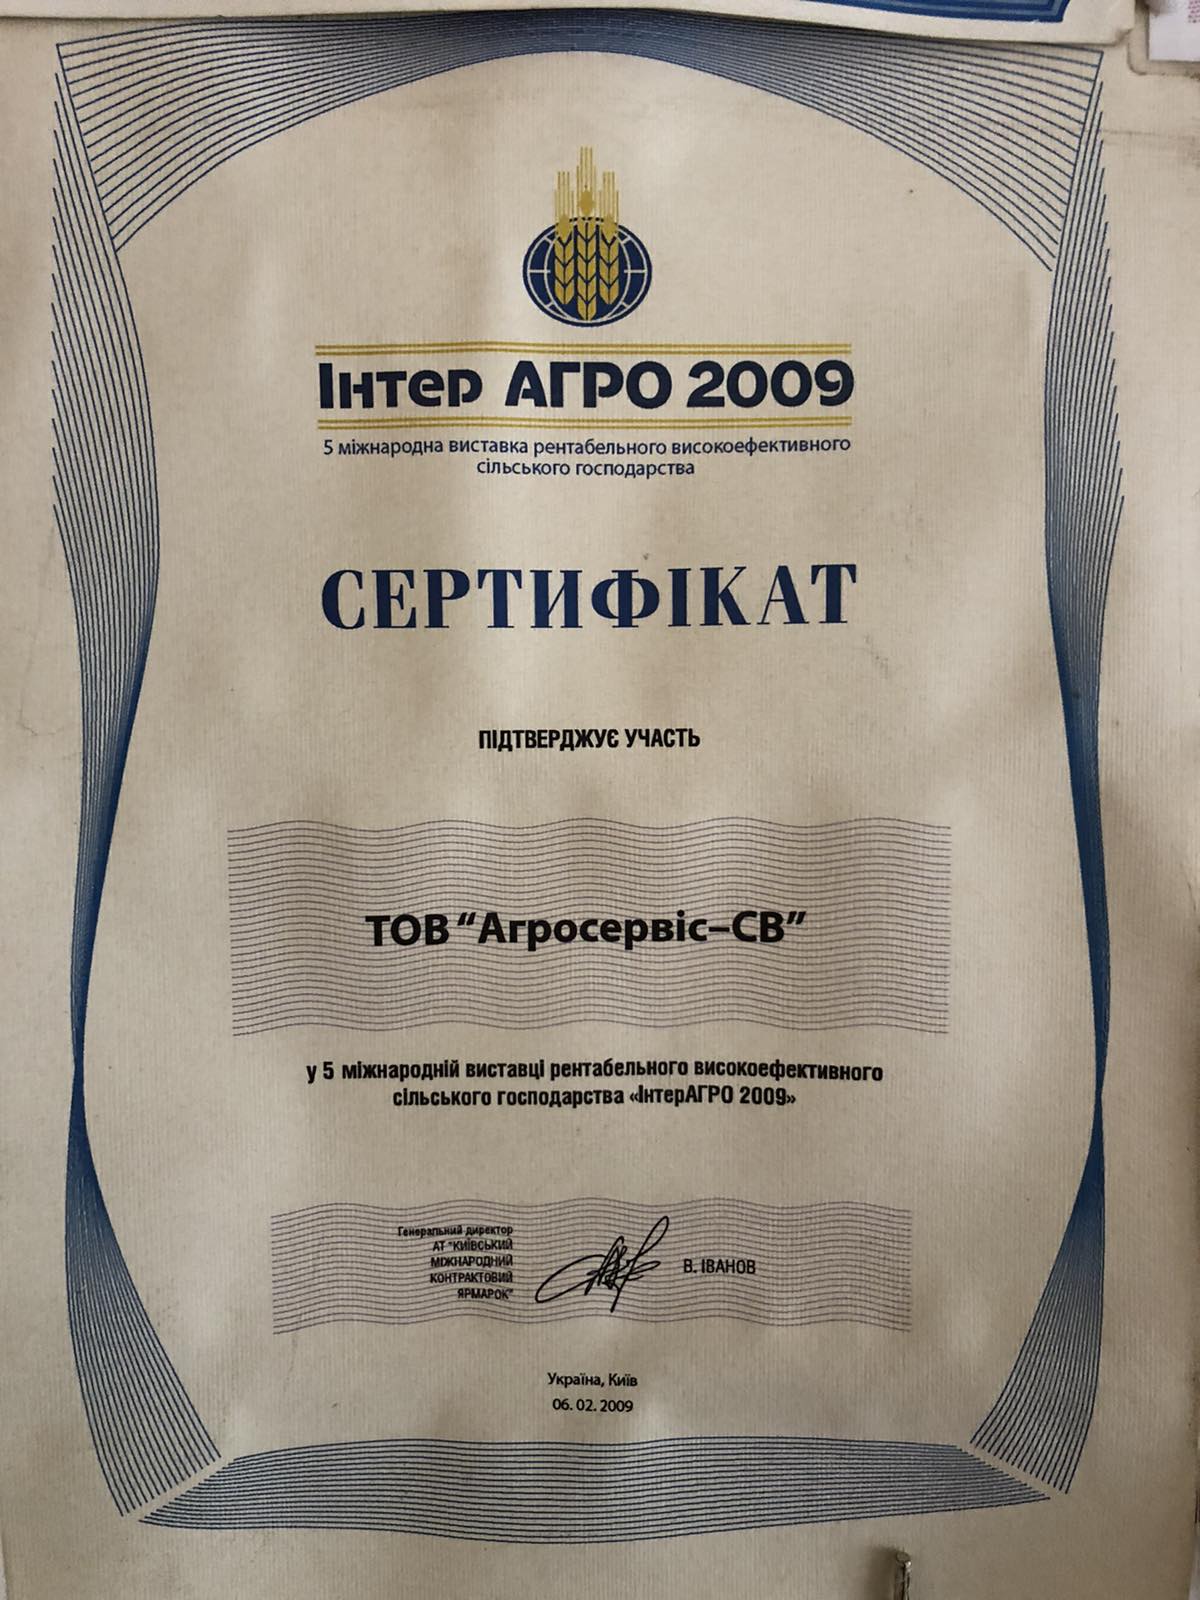 Інтер АГРО 2009
5 міжнародна виставка рентабельного високоефективного
сільського господарства
СЕРТИФІКАТ
ПІДТВЕРДЖУЄ УЧАСТЬ
ТОВ "Агросервіс–СВ"
у 5 міжнародній виставці рентабельного високоефективного
сільського господарства «ІнтерАГРО 2009»
Генеральний директор
АТ "КИЇВСЬКИЙ
МІЖНАРОДНИЙ
КОНТРАКТОВИЙ
ЯРМАРОК"
В. ІВАНОВ
Україна, Київ
06. 02. 2009